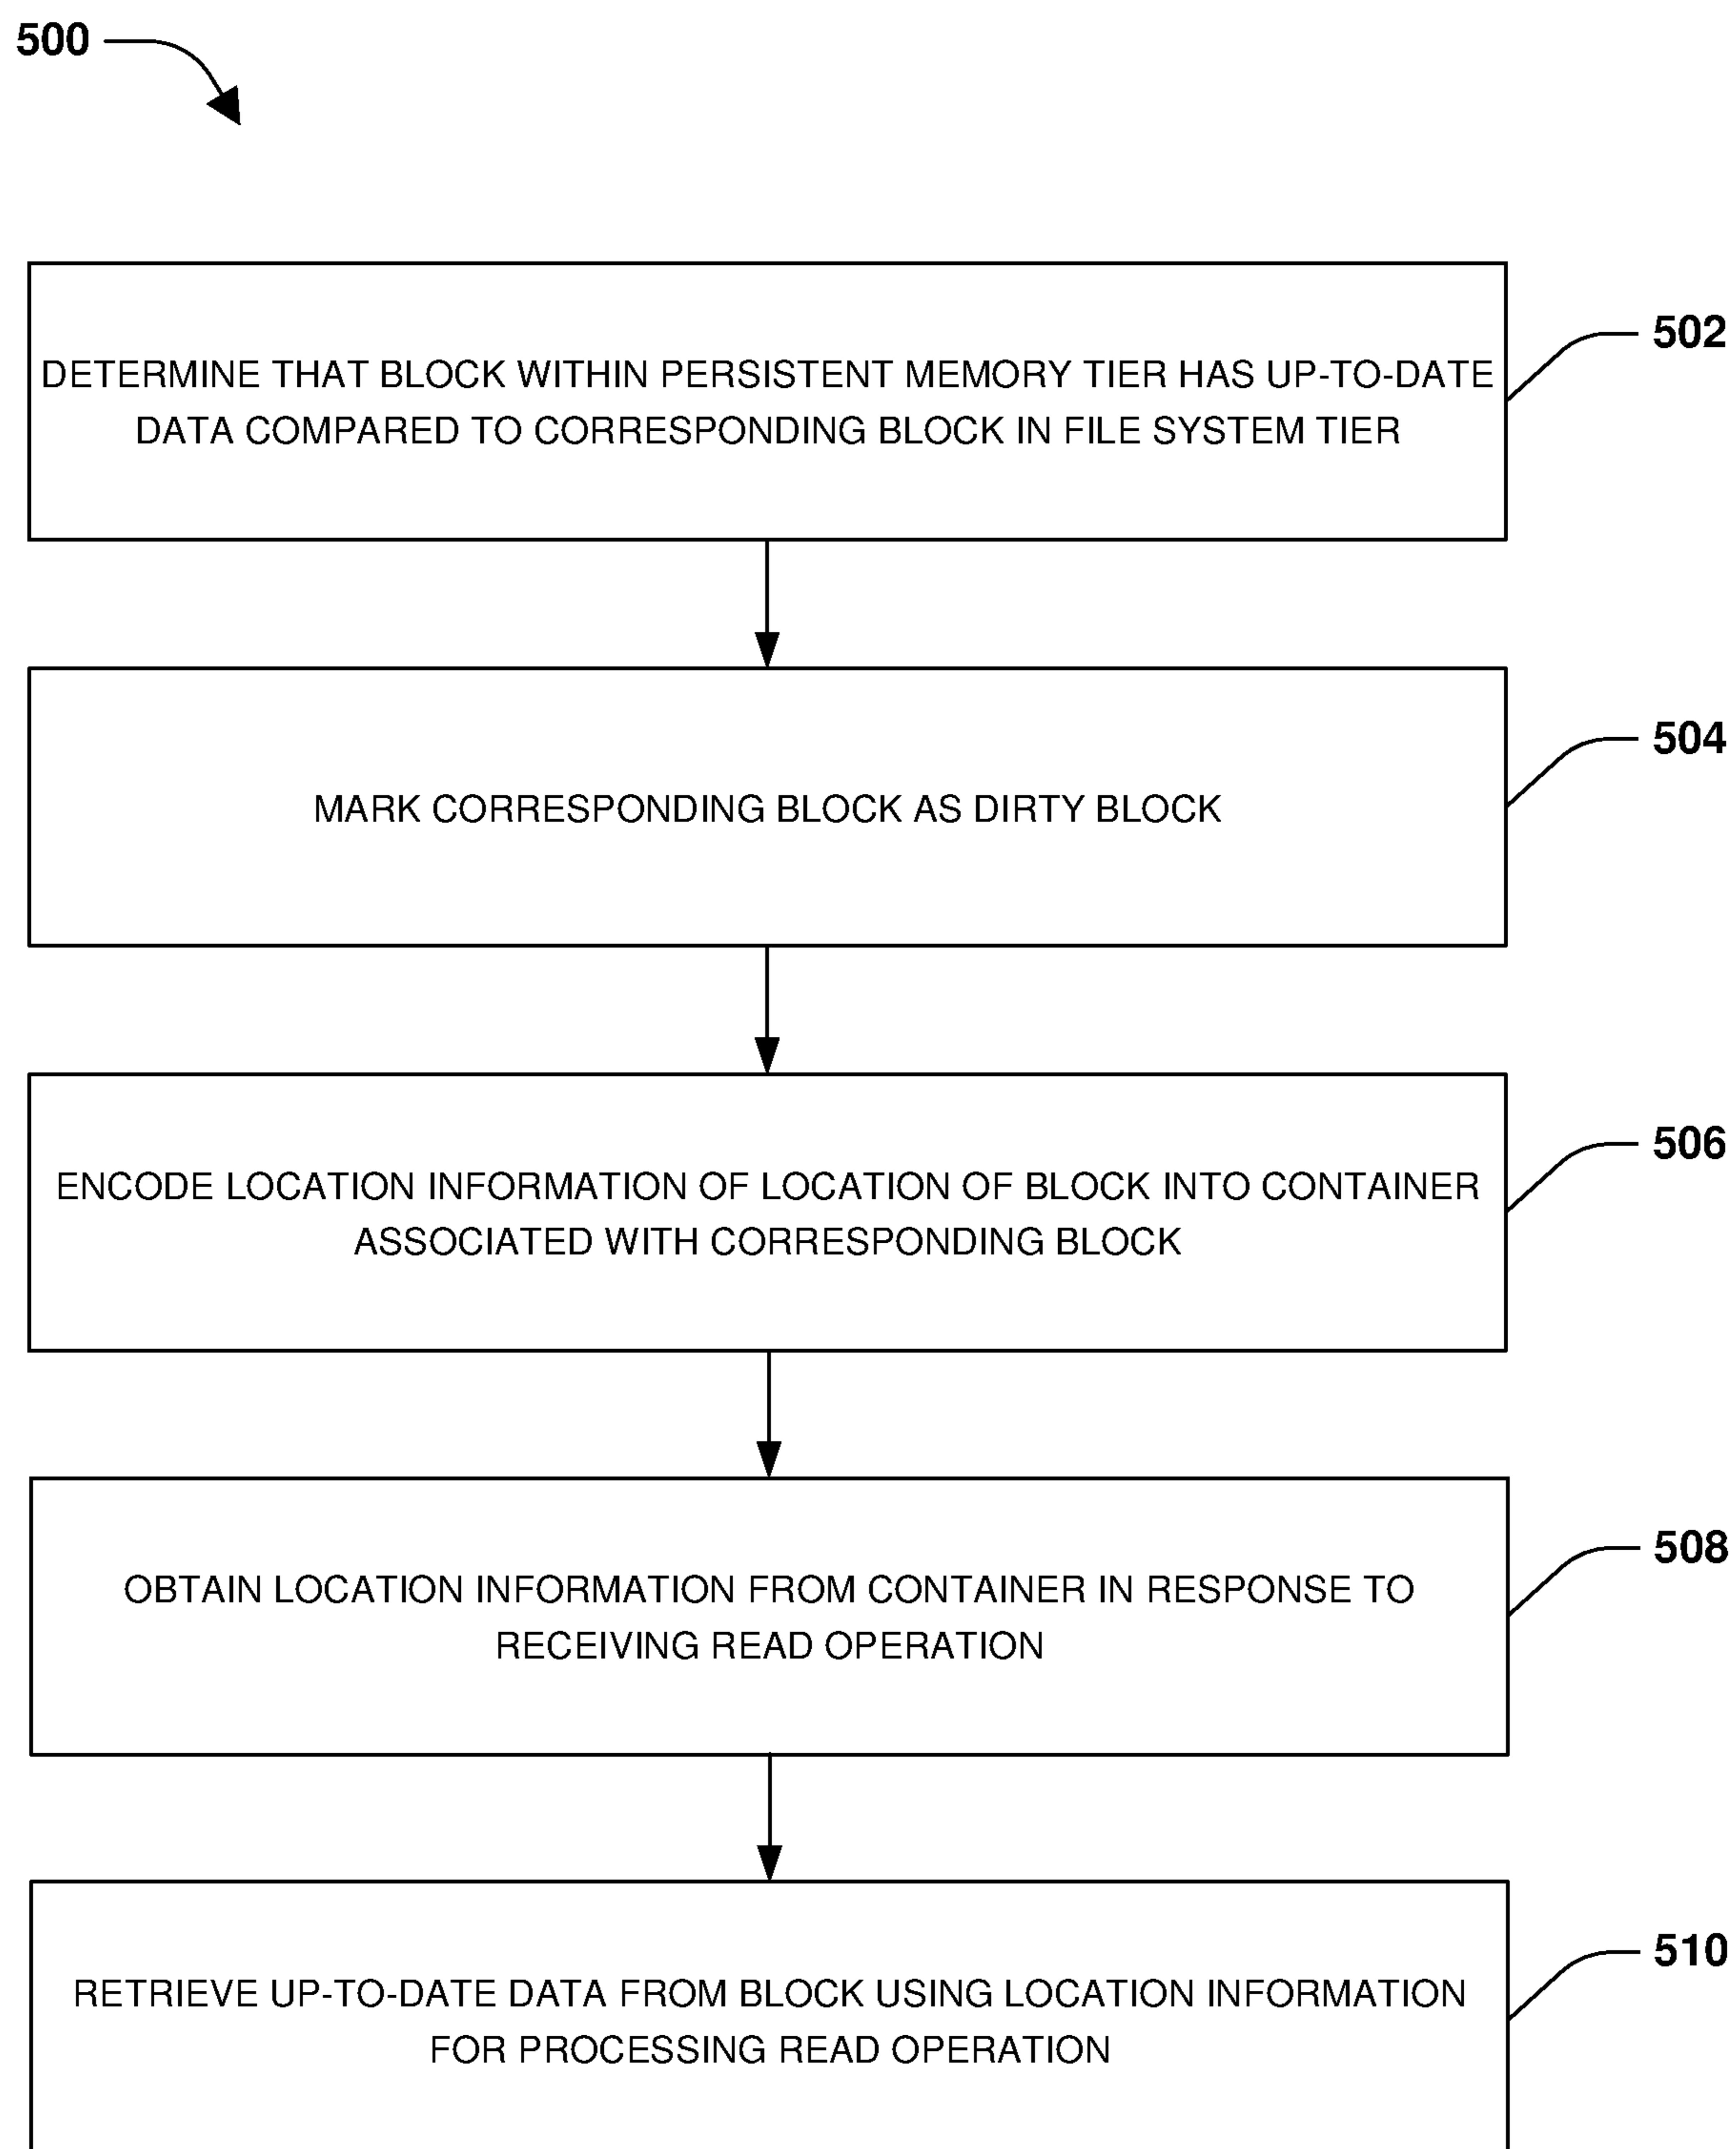 500
DETERMINE THAT BLOCK WITHIN PERSISTENT MEMORY TIER HAS UP-TO-DATE
DATA COMPARED TO CORRESPONDING BLOCK IN FILE SYSTEM TIER
502
MARK CORRESPONDING BLOCK AS DIRTY BLOCK
504
ENCODE LOCATION INFORMATION OF LOCATION OF BLOCK INTO CONTAINER
ASSOCIATED WITH CORRESPONDING BLOCK
506
OBTAIN LOCATION INFORMATION FROM CONTAINER IN RESPONSE TO
RECEIVING READ OPERATION
508
RETRIEVE UP-TO-DATE DATA FROM BLOCK USING LOCATION INFORMATION
FOR PROCESSING READ OPERATION
510